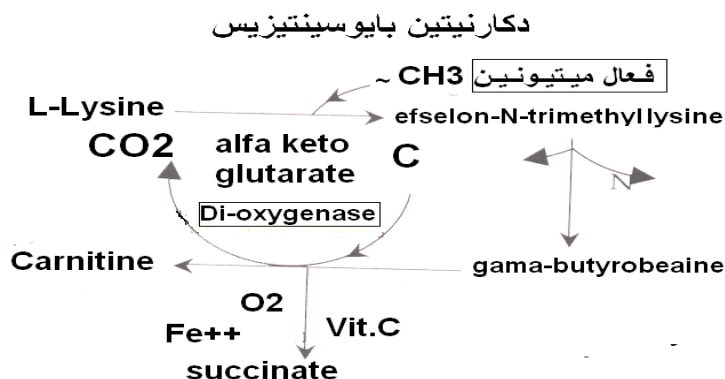 دکارنیتین بایوسینتیزیس
~ CH3 فعال میتیونین
L-Lysine
efselon-N-trimethyllysine
CO2
alfa keto
glutarate
C
N
Di-oxygenase
Carnitine
gama-butyrobeaine
O2
Fe++
Vit.C
succinate